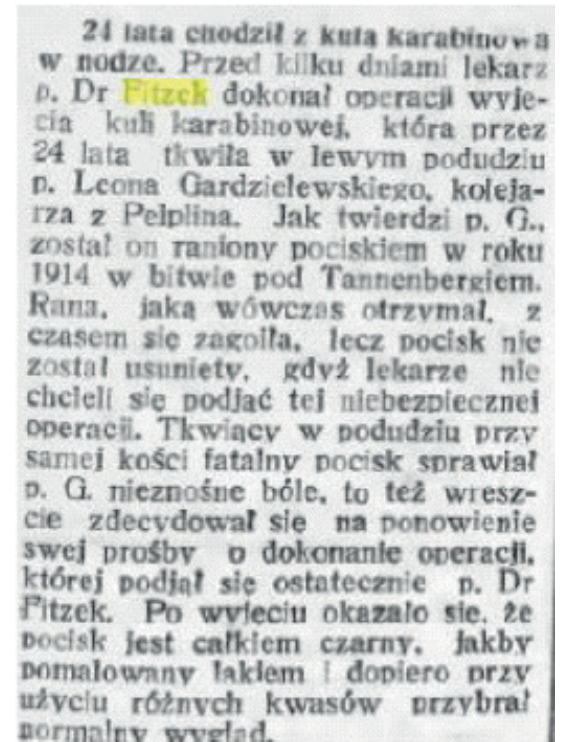 24 lata chodził z kulą karabinową
w nodze. Przed kilku dniami lekarz
p. Dr Fitzek dokonał operacji wyję-
cia kuli karabinowej, która przez
24 lata tkwiła w lewym podudziu
p. Leona Gardzielewskiego, koleja-
rza z Pelplina. Jak twierdzi p. G.,
został on raniony pociskiem w roku
1914 w bitwie pod Tannenbergiem.
Rana, jaką wówczas otrzymał, z
czasem się zagoiła, lecz pocisk nie
został usunięty, gdyż lekarze nie
chcieli się podjąć tej niebezpiecznej
operacji. Tkwiący w podudziu przy
samej kości fatalny pocisk sprawiał
p. G. nieznośne bóle, to też wresz-
cie zdecydował się na ponowienie
swej prośby o dokonanie operacji,
której podjął się ostatecznie p. Dr
Fitzek. Po wyjęciu okazało się, że
pocisk jest całkiem czarny, jakby
pomalowany lakiem i dopiero przy
użyciu różnych kwasów przybrał
normalny wygląd.